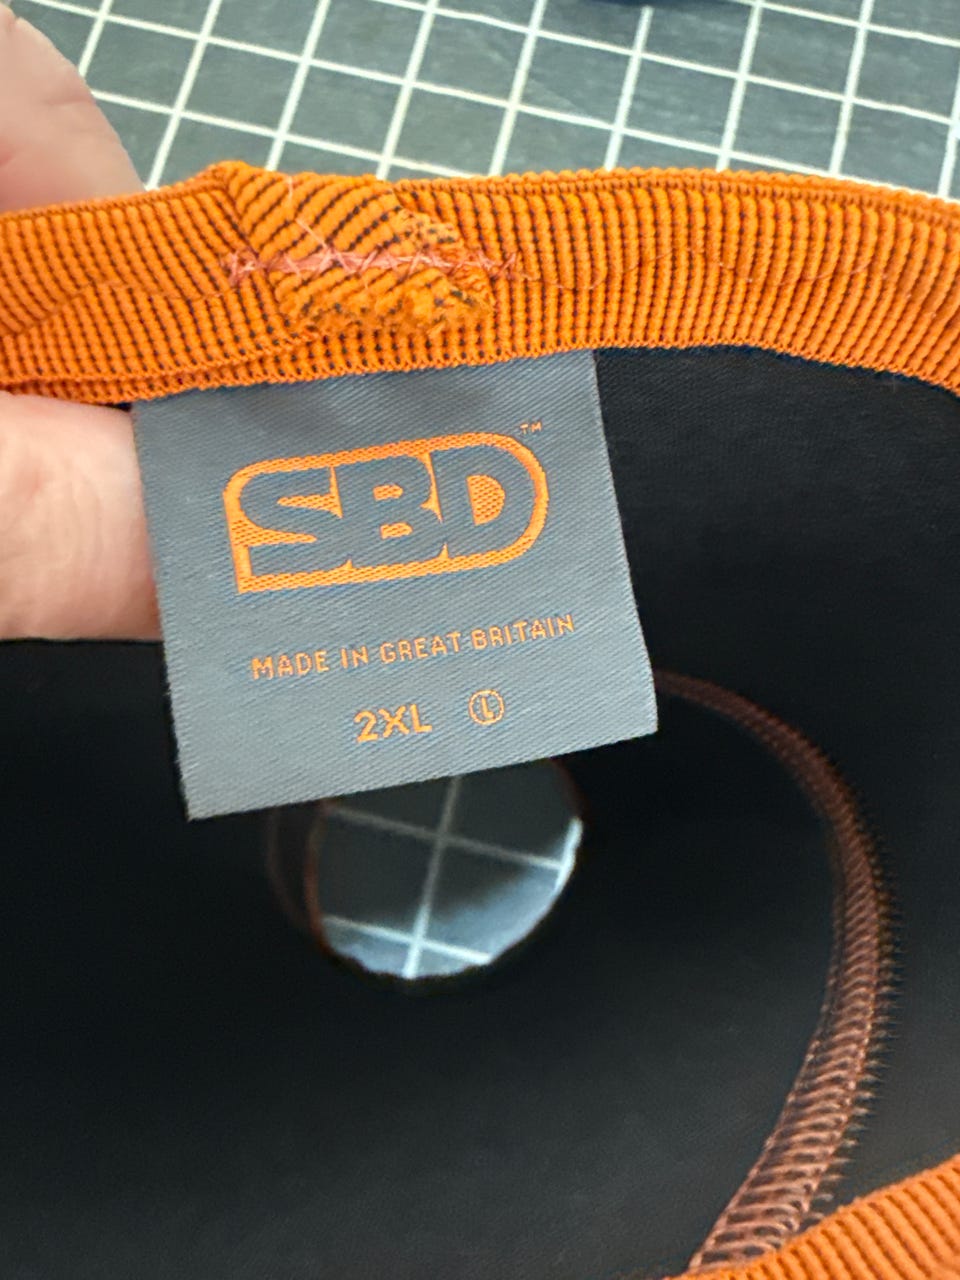 SBD™
MADE IN GREAT BRITAIN
2XL Ⓛ